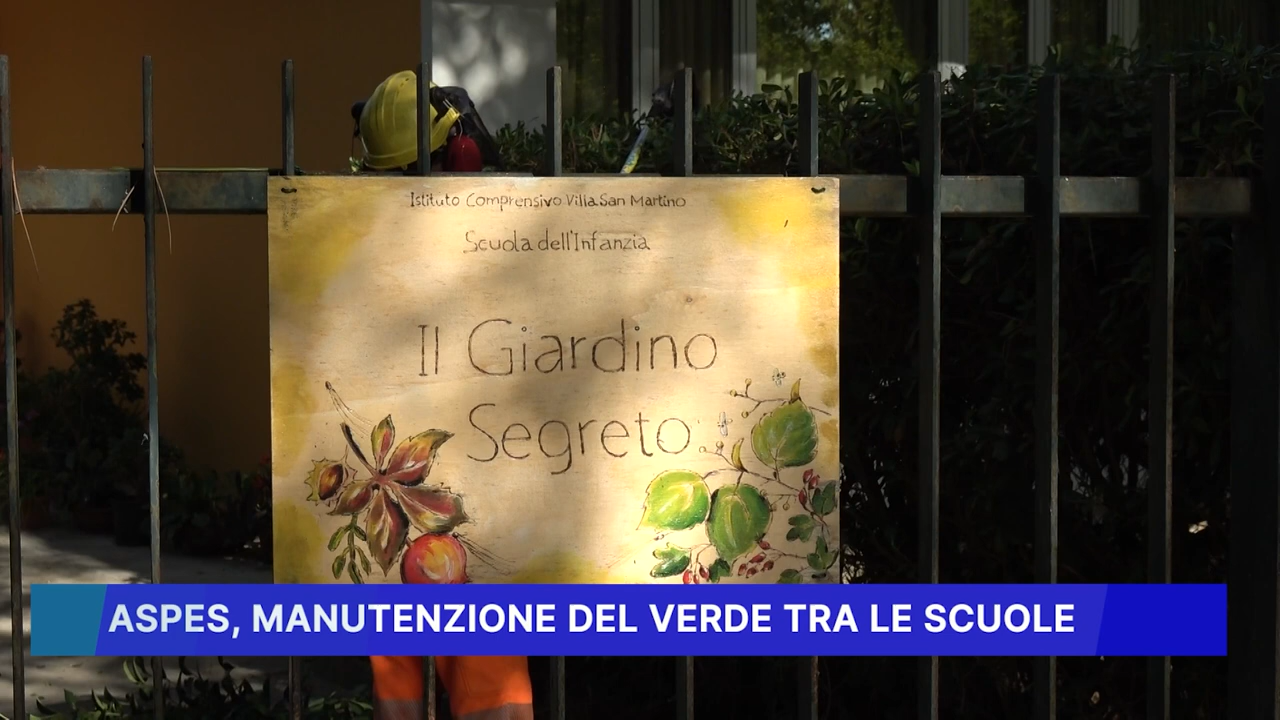 Istituto Comprensivo Villa San Martino
Scuola dell'Infanzia
Il Giardino
Segreto
ASPES, MANUTENZIONE DEL VERDE TRA LE SCUOLE